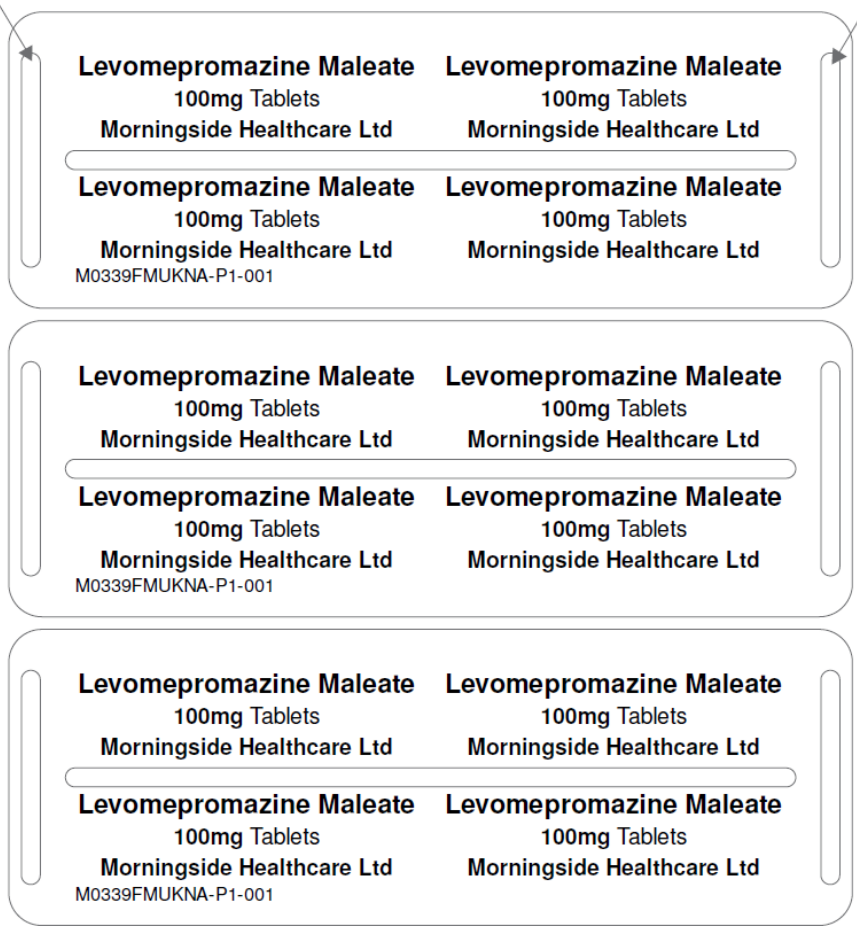 Levomepromazine Maleate Levomepromazine Maleate
100mg Tablets 100mg Tablets
Morningside Healthcare Ltd Morningside Healthcare Ltd
Levomepromazine Maleate Levomepromazine Maleate
100mg Tablets 100mg Tablets
Morningside Healthcare Ltd Morningside Healthcare Ltd
M0339FMUKNA-P1-001
Levomepromazine Maleate Levomepromazine Maleate
100mg Tablets 100mg Tablets
Morningside Healthcare Ltd Morningside Healthcare Ltd
Levomepromazine Maleate Levomepromazine Maleate
100mg Tablets 100mg Tablets
Morningside Healthcare Ltd Morningside Healthcare Ltd
M0339FMUKNA-P1-001
Levomepromazine Maleate Levomepromazine Maleate
100mg Tablets 100mg Tablets
Morningside Healthcare Ltd Morningside Healthcare Ltd
Levomepromazine Maleate Levomepromazine Maleate
100mg Tablets 100mg Tablets
Morningside Healthcare Ltd Morningside Healthcare Ltd
M0339FMUKNA-P1-001